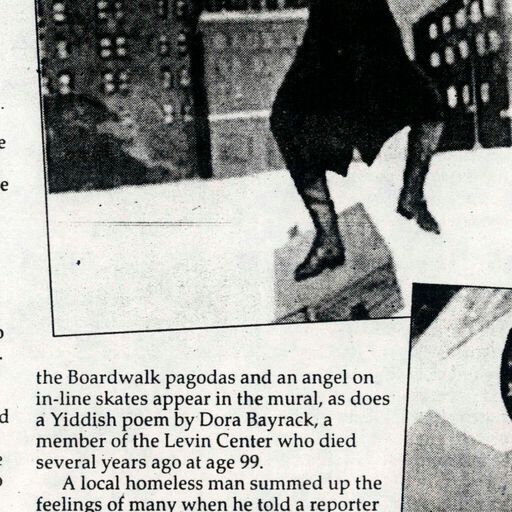 the Boardwalk pagodas and an angel on
in-line skates appear in the mural, as does
a Yiddish poem by Dora Bayrack, a
member of the Levin Center who died
several years ago at age 99.
A local homeless man summed up the
feelings of many when he told a reporter